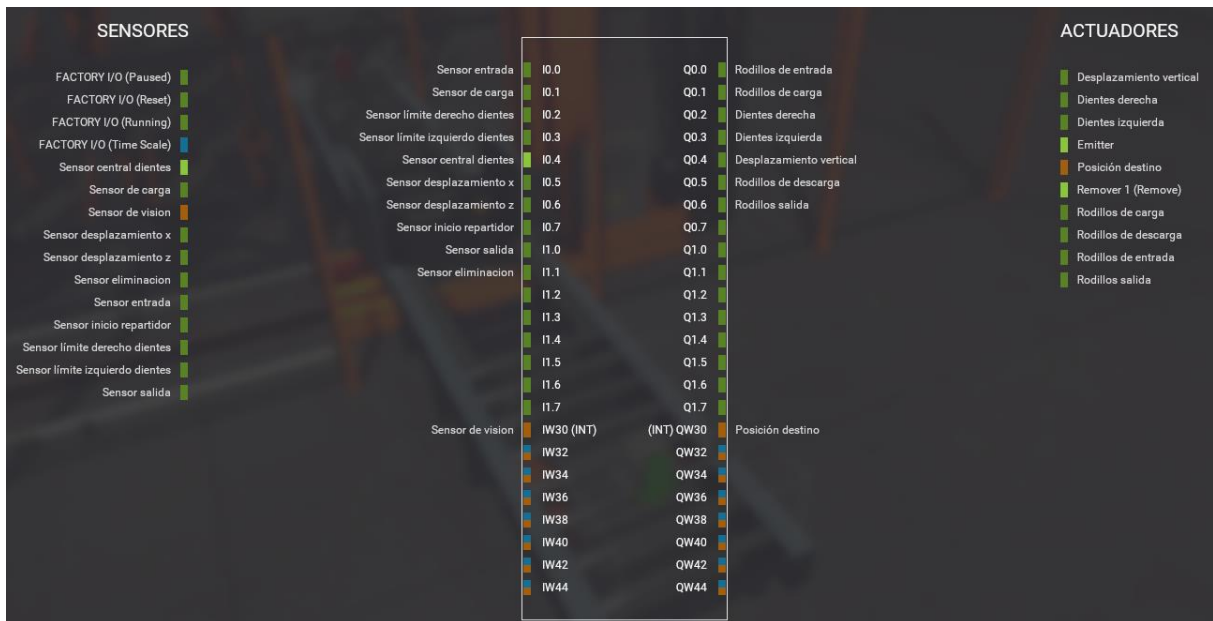 SENSORES
FACTORY I/O (Paused)
FACTORY I/O (Reset)
FACTORY I/O (Running)
FACTORY I/O (Time Scale)
Sensor central dientes
Sensor de carga
Sensor de vision
Sensor desplazamiento x
Sensor desplazamiento z
Sensor eliminacion
Sensor entrada
Sensor inicio repartidor
Sensor límite derecho dientes
Sensor límite izquierdo dientes
Sensor salida
Sensor entrada I0.0 Q0.0 Rodillos de entrada
Sensor de carga I0.1 Q0.1 Rodillos de carga
Sensor límite derecho dientes I0.2 Q0.2 Dientes derecha
Sensor límite izquierdo dientes I0.3 Q0.3 Dientes izquierda
Sensor central dientes I0.4 Q0.4 Desplazamiento vertical
Sensor desplazamiento x I0.5 Q0.5 Rodillos de descarga
Sensor desplazamiento z I0.6 Q0.6 Rodillos salida
Sensor inicio repartidor I0.7 Q0.7
Sensor salida I1.0 Q1.0
Sensor eliminacion I1.1 Q1.1
I1.2 Q1.2
I1.3 Q1.3
I1.4 Q1.4
I1.5 Q1.5
I1.6 Q1.6
I1.7 Q1.7
Sensor de vision IW30 (INT) (INT) QW30 Posición destino
IW32 QW32
IW34 QW34
IW36 QW36
IW38 QW38
IW40 QW40
IW42 QW42
IW44 QW44
ACTUADORES
Desplazamiento vertical
Dientes derecha
Dientes izquierda
Emitter
Posición destino
Remover 1 (Remove)
Rodillos de carga
Rodillos de descarga
Rodillos de entrada
Rodillos salida